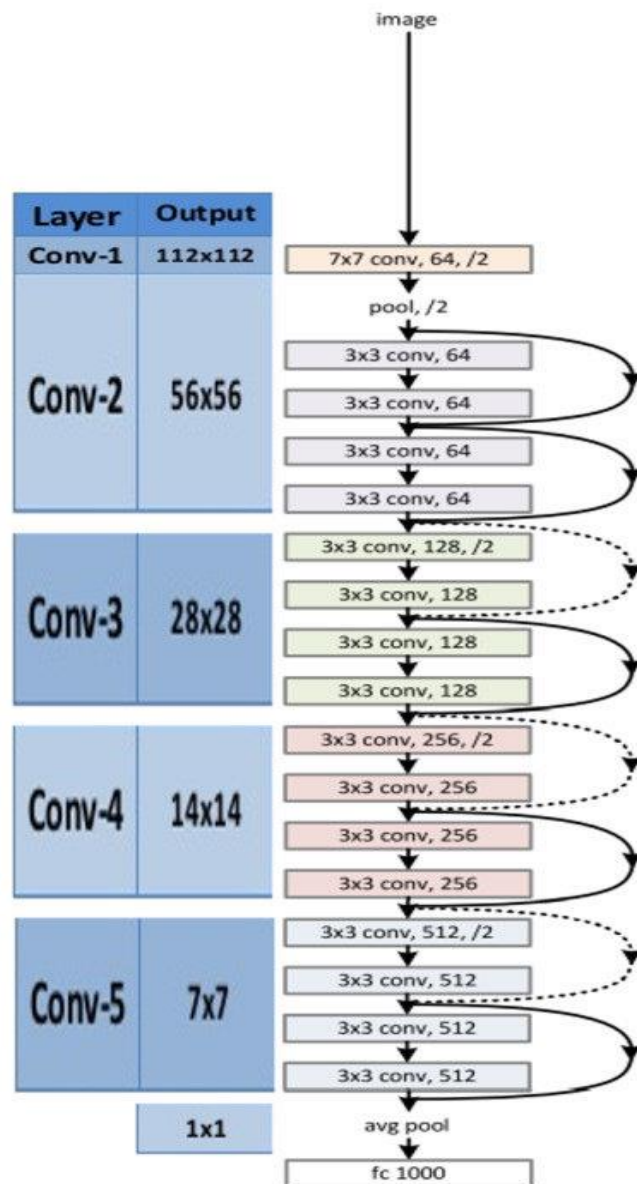 image
Layer Output
Conv-1 112x112
7x7 conv, 64, /2
pool, /2
3x3 conv, 64
3x3 conv, 64
Conv-2 56x56
3x3 conv, 64
3x3 conv, 64
3x3 conv, 128, /2
3x3 conv, 128
Conv-3 28x28
3x3 conv, 128
3x3 conv, 128
3x3 conv, 256, /2
3x3 conv, 256
Conv-4 14x14
3x3 conv, 256
3x3 conv, 256
3x3 conv, 512, /2
3x3 conv, 512
Conv-5 7x7
3x3 conv, 512
3x3 conv, 512
avg pool
1x1
fc 1000